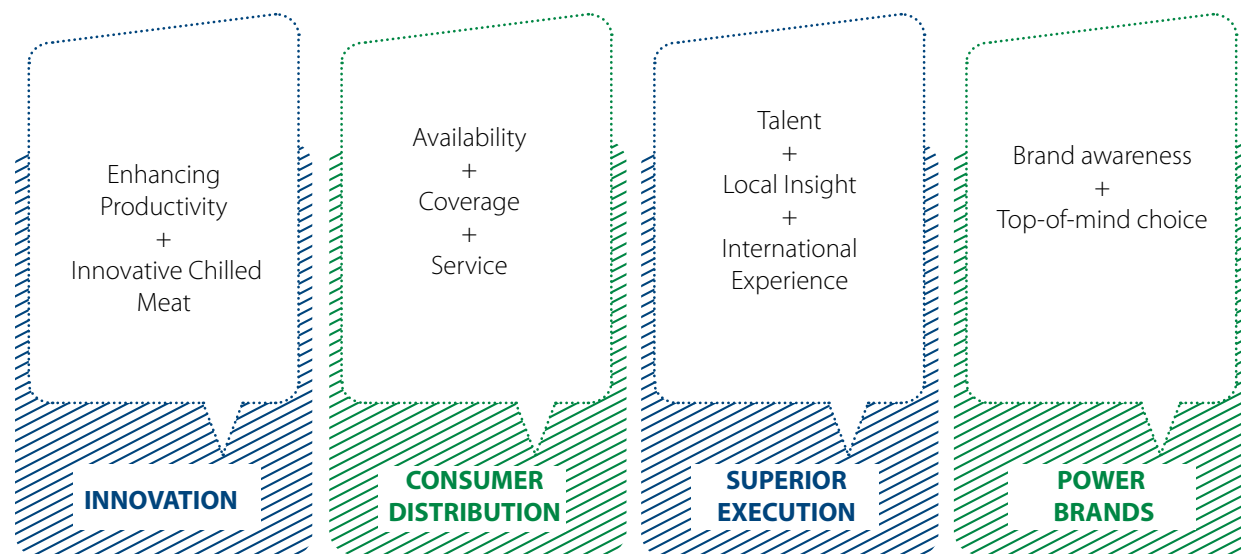 Enhancing
Productivity
+
Innovative Chilled
Meat
INNOVATION
Availability
+
Coverage
+
Service
CONSUMER
DISTRIBUTION
Talent
+
Local Insight
+
International
Experience
SUPERIOR
EXECUTION
Brand awareness
+
Top-of-mind choice
POWER
BRANDS